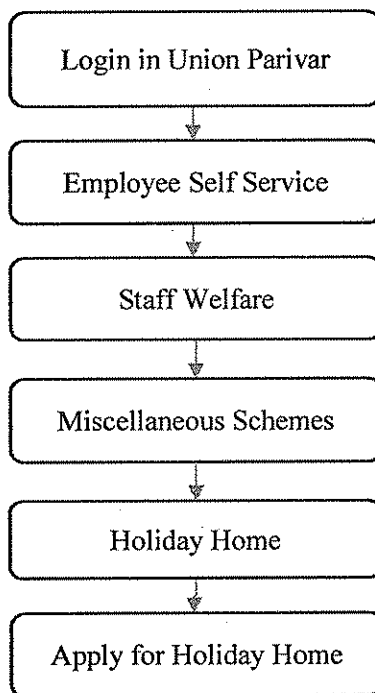 Login in Union Parivar
Employee Self Service
Staff Welfare
Miscellaneous Schemes
Holiday Home
Apply for Holiday Home